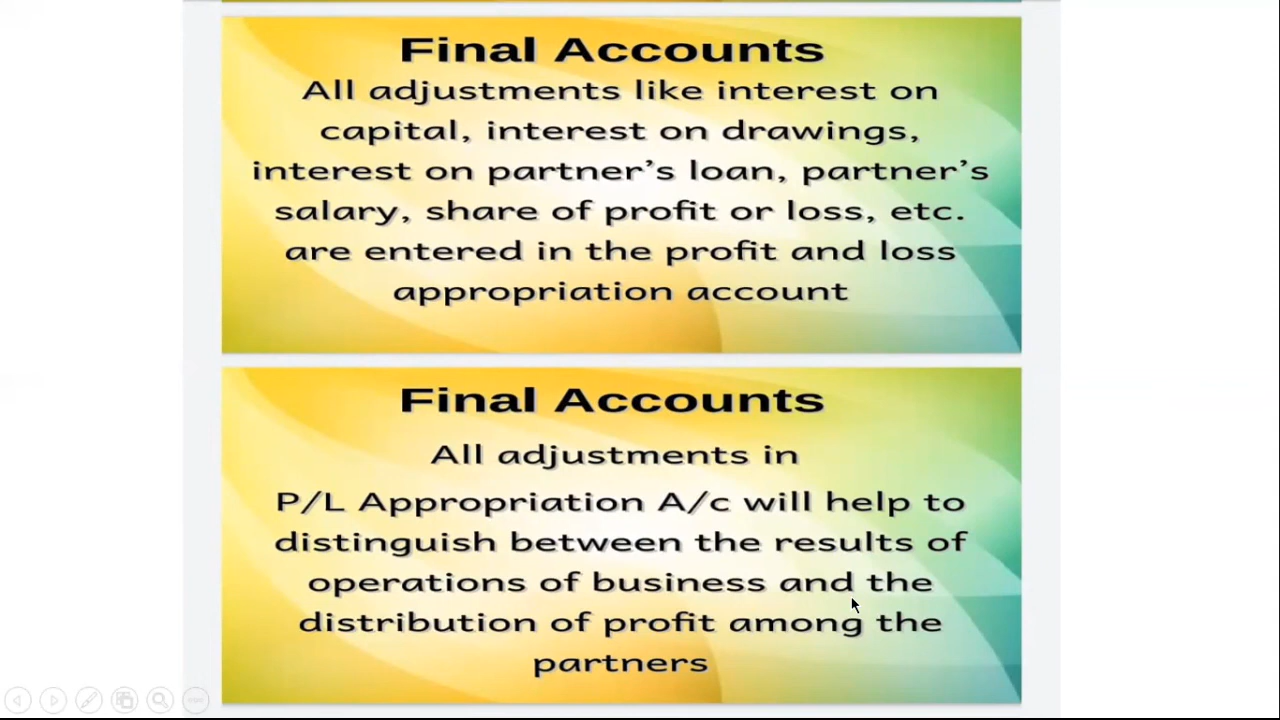 Final Accounts
All adjustments like interest on
capital, interest on drawings,
interest on partner’s loan, partner’s
salary, share of profit or loss, etc.
are entered in the profit and loss
appropriation account
Final Accounts
All adjustments in
P/L Appropriation A/c will help to
distinguish between the results of
operations of business and the
distribution of profit among the
partners